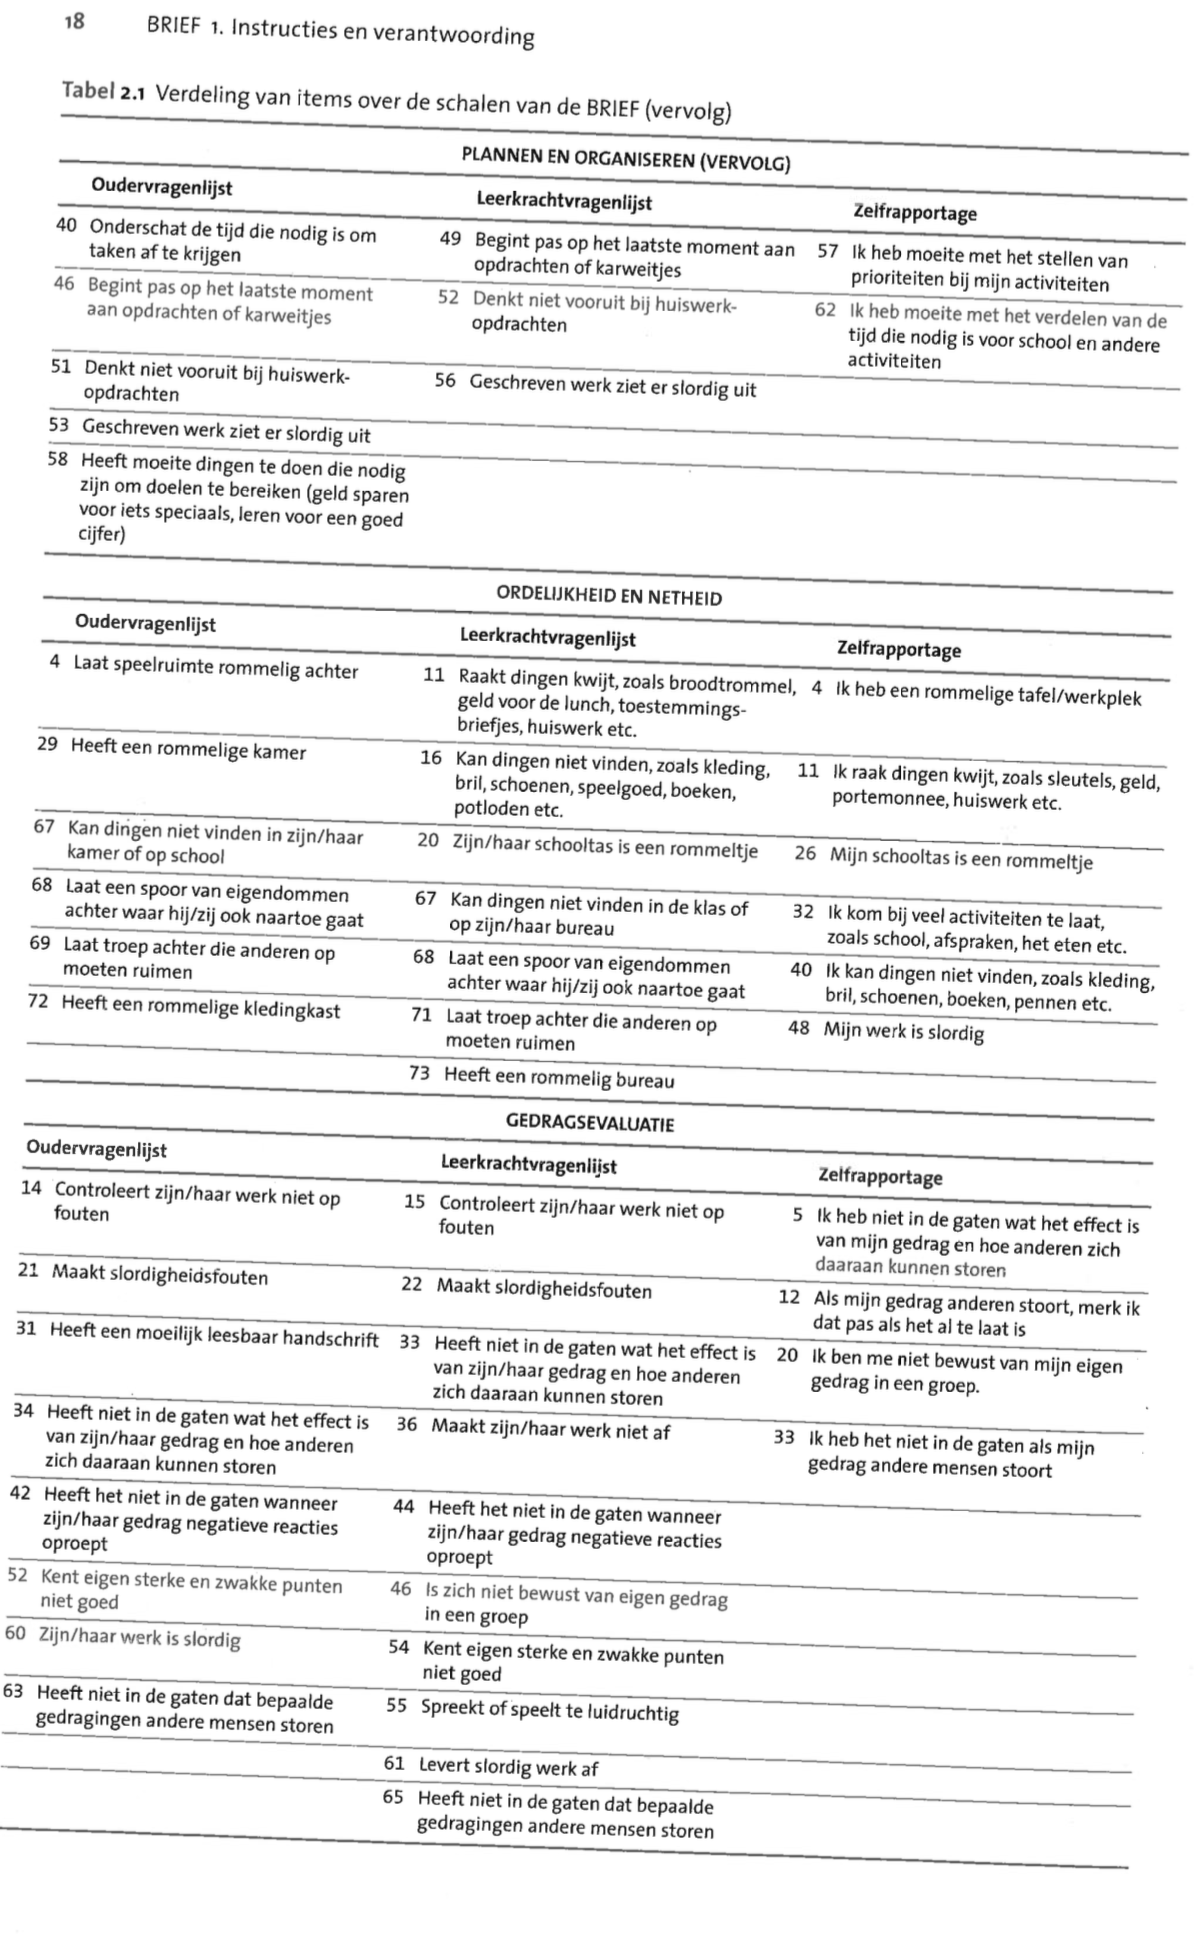 18 BRIEF 1. Instructies en verantwoording
Tabel 2.1 Verdeling van items over de schalen van de BRIEF (vervolg)
PLANNEN EN ORGANISEREN (VERVOLG)
Oudervragenlijst Leerkrachtvragenlijst Zelfrapportage
40 Onderschat de tijd die nodig is om
taken af te krijgen
49 Begint pas op het laatste moment aan
opdrachten of karweitjes
57 Ik heb moeite met het stellen van
prioriteiten bij mijn activiteiten
46 Begint pas op het laatste moment
aan opdrachten of karweitjes
52 Denkt niet vooruit bij huiswerk-
opdrachten
62 Ik heb moeite met het verdelen van de
tijd die nodig is voor school en andere
activiteiten
51 Denkt niet vooruit bij huiswerk-
opdrachten
56 Geschreven werk ziet er slordig uit
53 Geschreven werk ziet er slordig uit
58 Heeft moeite dingen te doen die nodig
zijn om doelen te bereiken (geld sparen
voor iets speciaals, leren voor een goed
cijfer)
ORDELIJKHEID EN NETHEID
Oudervragenlijst Leerkrachtvragenlijst Zelfrapportage
4 Laat speelruimte rommelig achter
11 Raakt dingen kwijt, zoals broodtrommel,
geld voor de lunch, toestemmings-
briefjes, huiswerk etc.
4 Ik heb een rommelige tafel/werkplek
29 Heeft een rommelige kamer
16 Kan dingen niet vinden, zoals kleding,
bril, schoenen, speelgoed, boeken,
potloden etc.
11 Ik raak dingen kwijt, zoals sleutels, geld,
portemonnee, huiswerk etc.
67 Kan dingen niet vinden in zijn/haar
kamer of op school
20 Zijn/haar schooltas is een rommeltje
26 Mijn schooltas is een rommeltje
68 Laat een spoor van eigendommen
achter waar hij/zij ook naartoe gaat
67 Kan dingen niet vinden in de klas of
op zijn/haar bureau
32 Ik kom bij veel activiteiten te laat,
zoals school, afspraken, het eten etc.
69 Laat troep achter die anderen op
moeten ruimen
68 Laat een spoor van eigendommen
achter waar hij/zij ook naartoe gaat
40 Ik kan dingen niet vinden, zoals kleding,
bril, schoenen, boeken, pennen etc.
72 Heeft een rommelige kledingkast
71 Laat troep achter die anderen op
moeten ruimen
48 Mijn werk is slordig
73 Heeft een rommelig bureau
GEDRAGSEVALUATIE
Oudervragenlijst Leerkrachtvragenlijst Zelfrapportage
14 Controleert zijn/haar werk niet op
fouten
15 Controleert zijn/haar werk niet op
fouten
5 Ik heb niet in de gaten wat het effect is
van mijn gedrag en hoe anderen zich
daaraan kunnen storen
21 Maakt slordigheidsfouten
22 Maakt slordigheidsfouten
12 Als mijn gedrag anderen stoort, merk ik
dat pas als het al te laat is
31 Heeft een moeilijk leesbaar handschrift
33 Heeft niet in de gaten wat het effect is
van zijn/haar gedrag en hoe anderen
zich daaraan kunnen storen
20 Ik ben me niet bewust van mijn eigen
gedrag in een groep.
34 Heeft niet in de gaten wat het effect is
van zijn/haar gedrag en hoe anderen
zich daaraan kunnen storen
36 Maakt zijn/haar werk niet af
33 Ik heb het niet in de gaten als mijn
gedrag andere mensen stoort
42 Heeft het niet in de gaten wanneer
zijn/haar gedrag negatieve reacties
oproept
44 Heeft het niet in de gaten wanneer
zijn/haar gedrag negatieve reacties
oproept
52 Kent eigen sterke en zwakke punten
niet goed
46 Is zich niet bewust van eigen gedrag
in een groep
60 Zijn/haar werk is slordig
54 Kent eigen sterke en zwakke punten
niet goed
63 Heeft niet in de gaten dat bepaalde
gedragingen andere mensen storen
55 Spreekt of speelt te luidruchtig
61 Levert slordig werk af
65 Heeft niet in de gaten dat bepaalde
gedragingen andere mensen storen